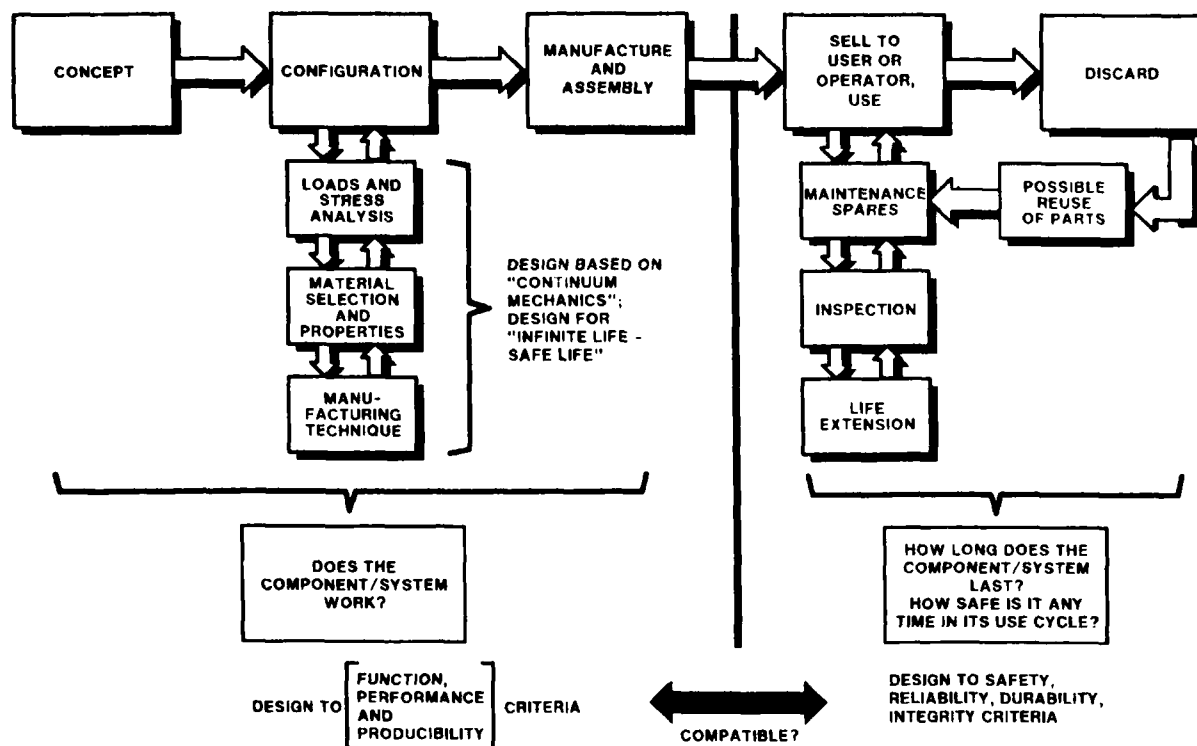 CONCEPT
CONFIGURATION
MANUFACTURE
AND
ASSEMBLY
SELL TO
USER OR
OPERATOR,
USE
DISCARD
LOADS AND
STRESS
ANALYSIS
MATERIAL
SELECTION
AND
PROPERTIES
MANU-
FACTURING
TECHNIQUE
DESIGN BASED ON
"CONTINUUM
MECHANICS";
DESIGN FOR
"INFINITE LIFE -
SAFE LIFE"
MAINTENANCE
SPARES
POSSIBLE
REUSE
OF PARTS
INSPECTION
LIFE
EXTENSION
DOES THE
COMPONENT/SYSTEM
WORK?
HOW LONG DOES THE
COMPONENT/SYSTEM
LAST?
HOW SAFE IS IT ANY
TIME IN ITS USE CYCLE?
DESIGN TO
FUNCTION,
PERFORMANCE
AND
PRODUCIBILITY
CRITERIA
COMPATIBLE?
DESIGN TO SAFETY,
RELIABILITY, DURABILITY,
INTEGRITY CRITERIA